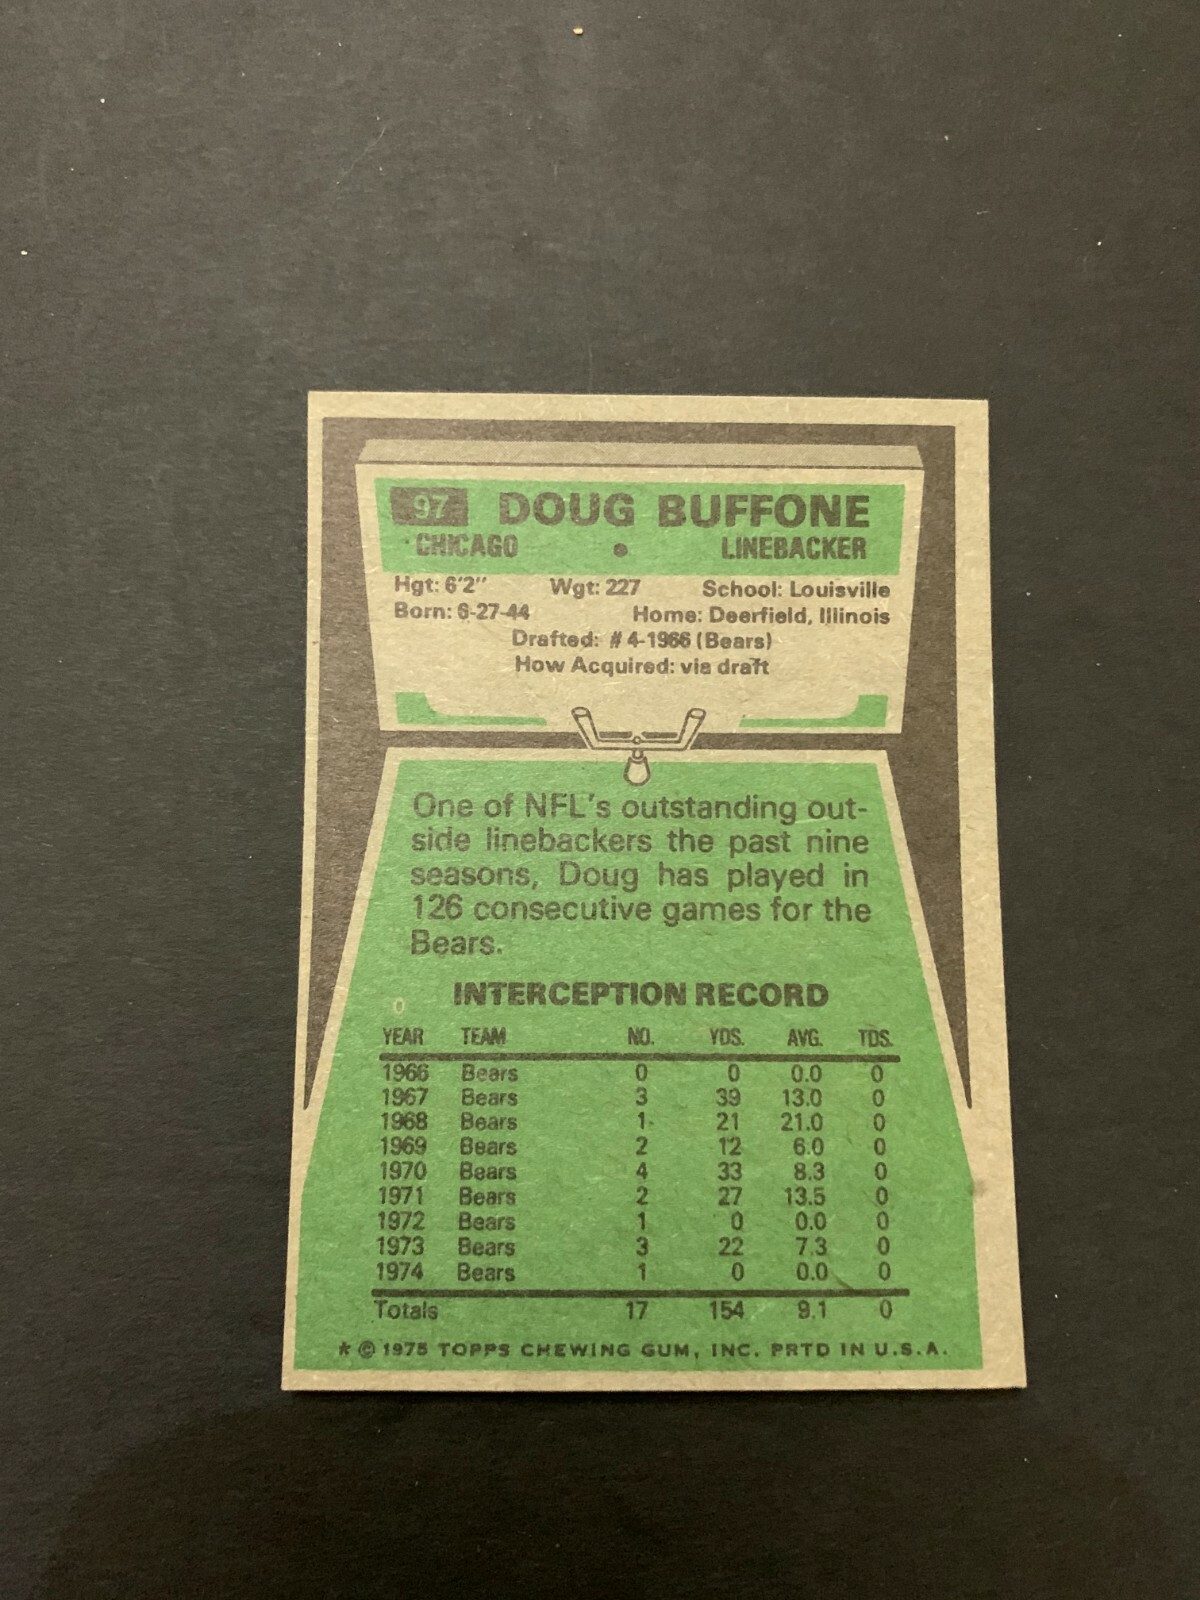 97 DOUG BUFFONE
CHICAGO • LINEBACKER
Hgt: 6'2" Wgt: 227 School: Louisville
Born: 6-27-44 Home: Deerfield, Illinois
Drafted: #4-1966 (Bears)
How Acquired: via draft
One of NFL's outstanding out-
side linebackers the past nine
seasons, Doug has played in
126 consecutive games for the
Bears.
INTERCEPTION RECORD
YEAR TEAM NO. YDS. AVG. TDS.
1966 Bears 0 0 0.0 0
1967 Bears 3 39 13.0 0
1968 Bears 1 21 21.0 0
1969 Bears 2 12 6.0 0
1970 Bears 4 33 8.3 0
1971 Bears 2 27 13.5 0
1972 Bears 1 0 0.0 0
1973 Bears 3 22 7.3 0
1974 Bears 1 0 0.0 0
Totals 17 154 9.1 0
* © 1975 TOPPS CHEWING GUM, INC. PRTD IN U.S.A.